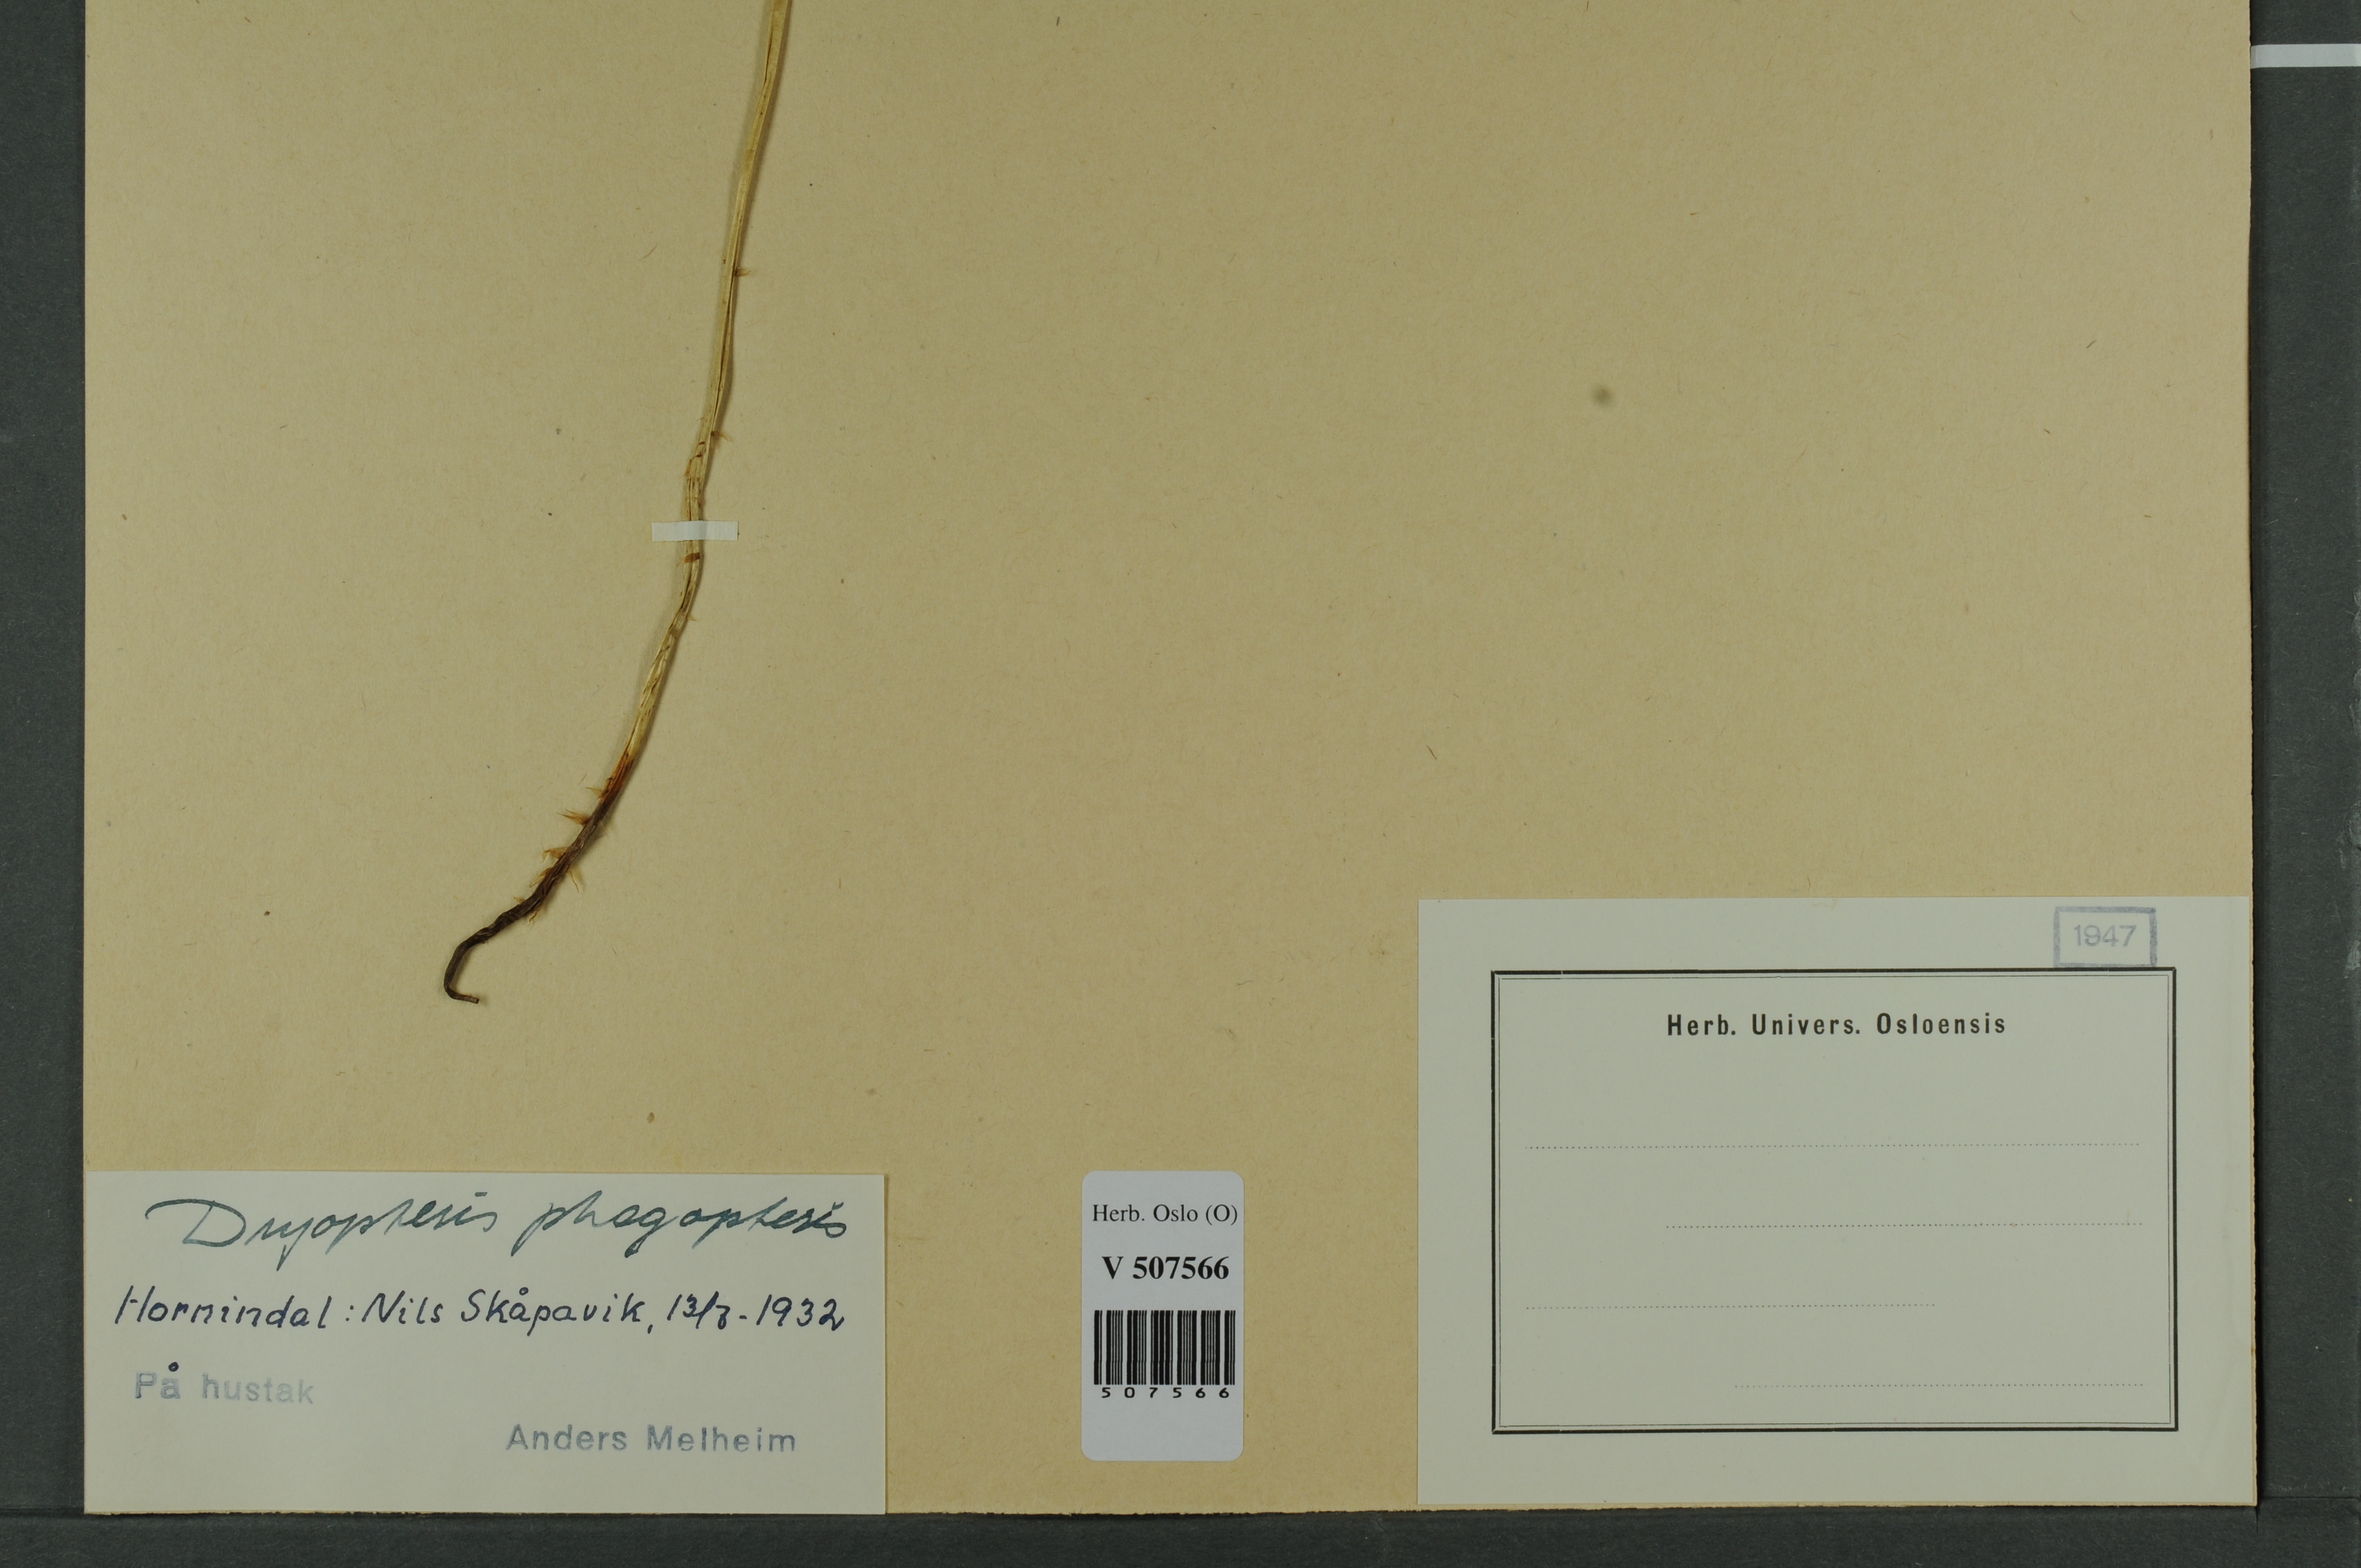 Dryopteris phegopteris
Hornindal: Nils Skåpavik, 13/8-1932
På hustak
Anders Melheim
Herb. Oslo (O)
V 507566
507566
1947
Herb. Univers. Osloensis